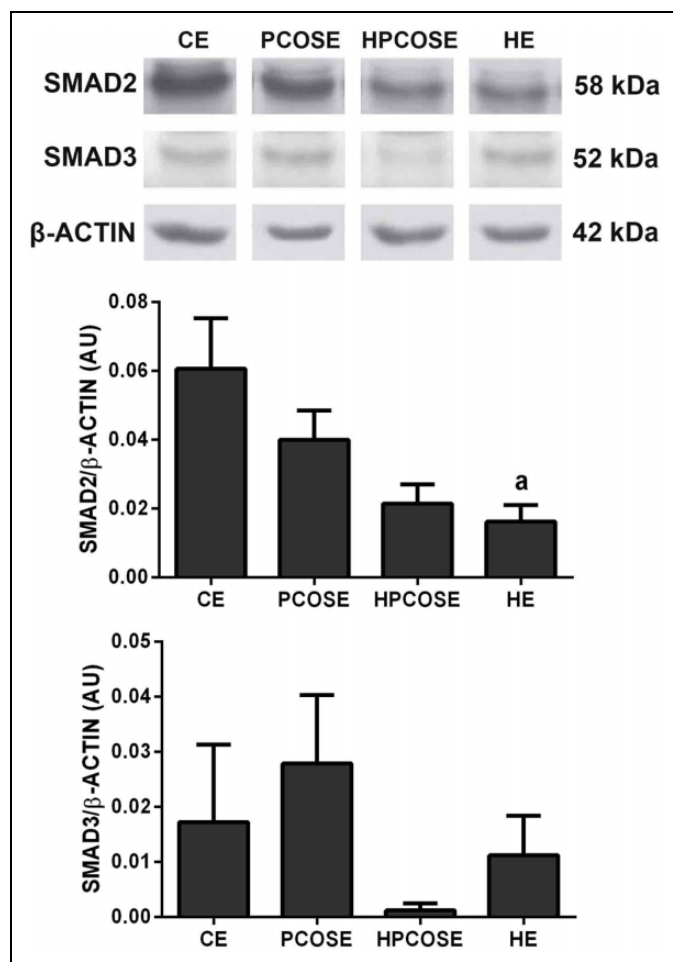 CE PCOSE HPCOSE HE
SMAD2 58 kDa
SMAD3 52 kDa
β-ACTIN 42 kDa
SMAD2/β-ACTIN (AU)
0.08
0.06
0.04
0.02
0.00
a
CE PCOSE HPCOSE HE
SMAD3/β-ACTIN (AU)
0.05
0.04
0.03
0.02
0.01
0.00
CE PCOSE HPCOSE HE